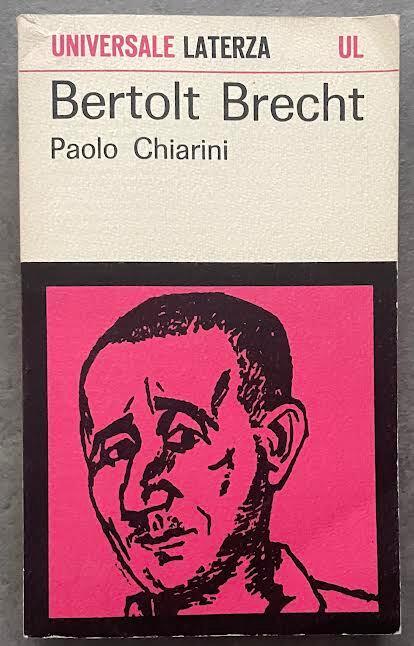 UNIVERSALE LATERZA UL
Bertolt Brecht
Paolo Chiarini